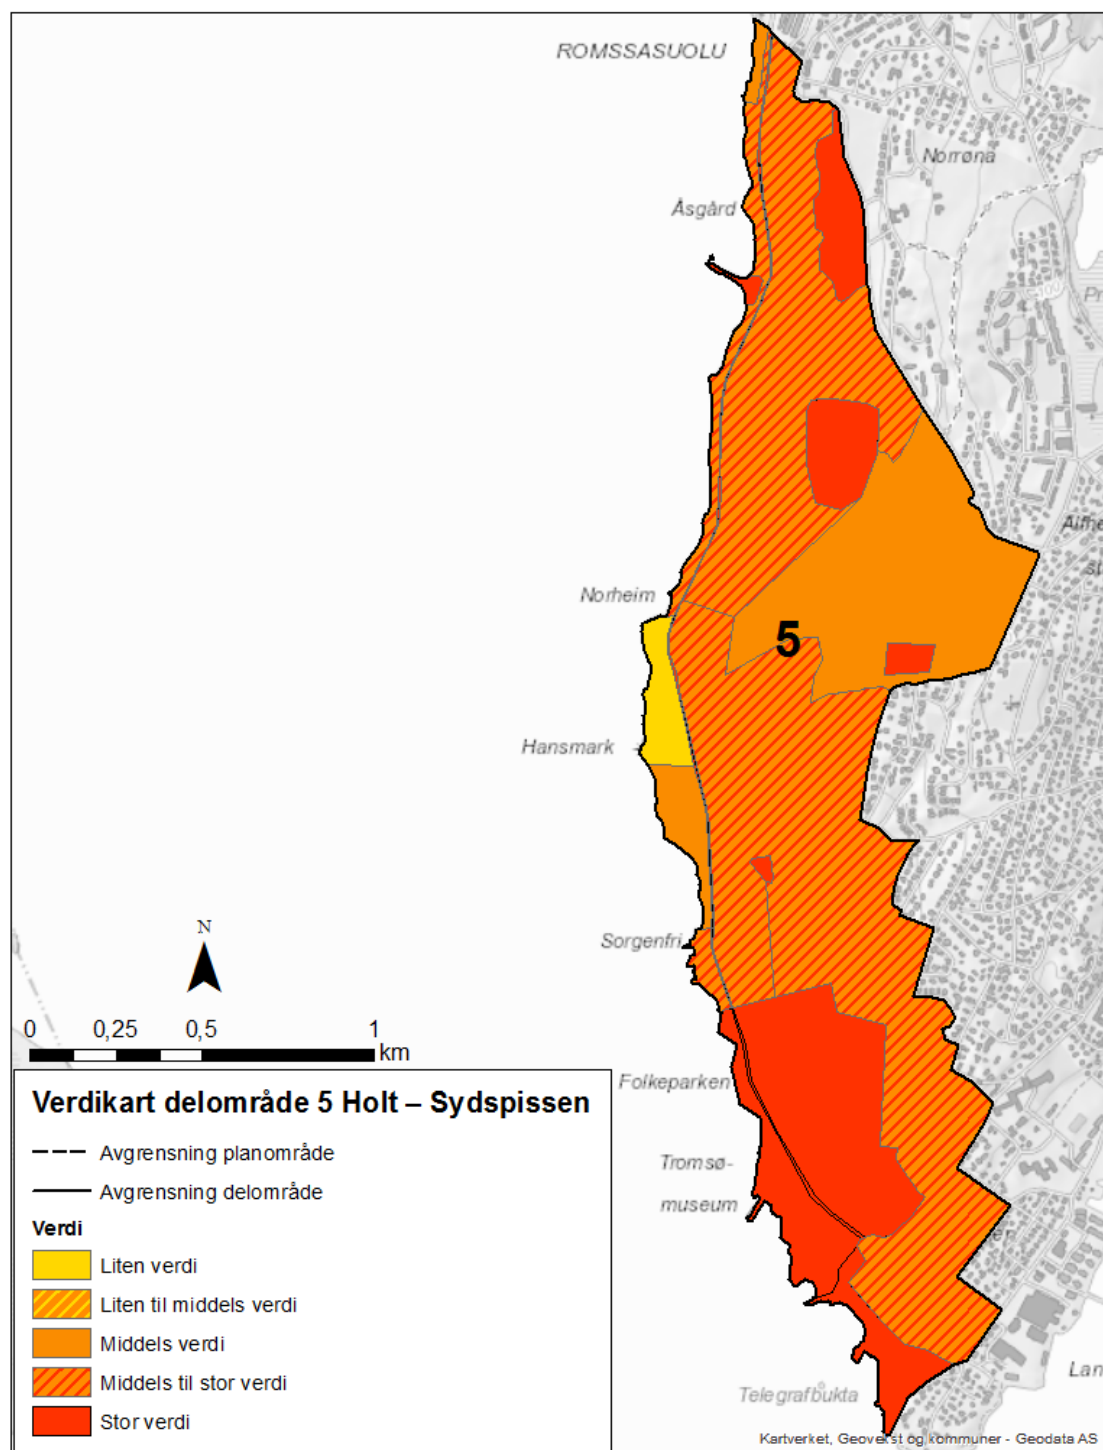 ROMSSASUOLU
Norrøna
Åsgård
100
Norheim
5
Hansmark
N
Sorgenfri
0 0,25 0,5 1
km
Folkeparken
Tromsø-
museum
Telegrafbukta
Verdikart delområde 5 Holt – Sydspissen
Avgrensning planområde
Avgrensning delområde
Verdi
Liten verdi
Liten til middels verdi
Middels verdi
Middels til stor verdi
Stor verdi
Kartverket, Geovekst og kommuner - Geodata AS